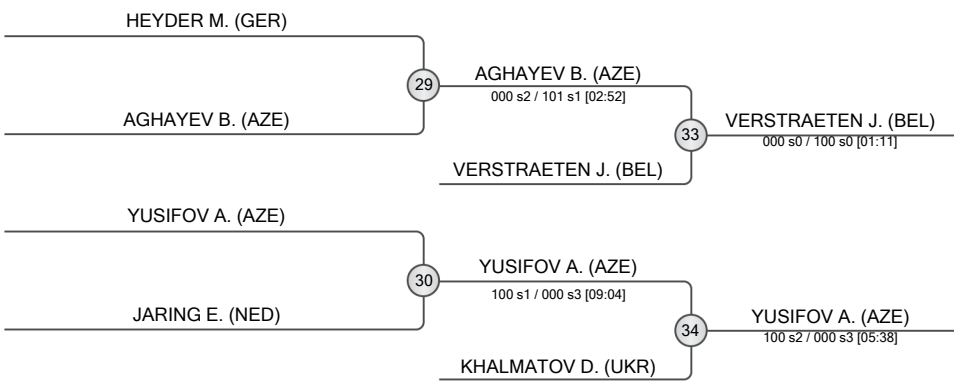 HEYDER M. (GER)
29
AGHAYEV B. (AZE)
000 s2 / 101 s1 [02:52]
AGHAYEV B. (AZE)
33
VERSTRAETEN J. (BEL)
000 s0 / 100 s0 [01:11]
VERSTRAETEN J. (BEL)
YUSIFOV A. (AZE)
30
YUSIFOV A. (AZE)
100 s1 / 000 s3 [09:04]
JARING E. (NED)
34
YUSIFOV A. (AZE)
100 s2 / 000 s3 [05:38]
KHALMATOV D. (UKR)